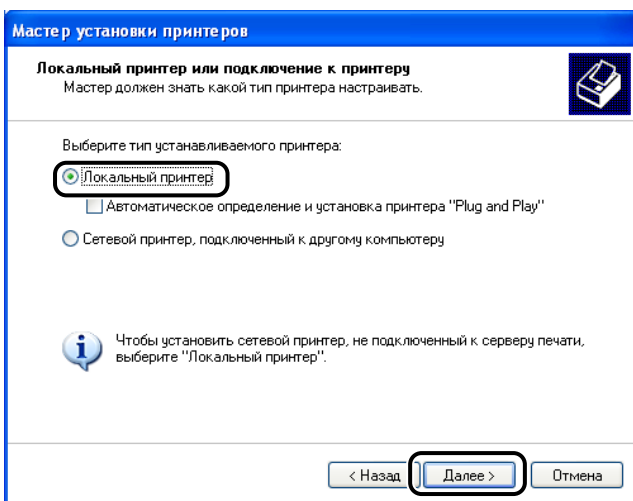 Мастер установки принтеров
Локальный принтер или подключение к принтеру
Мастер должен знать какой тип принтера настраивать.
Выберите тип устанавливаемого принтера:
Локальный принтер
Автоматическое определение и установка принтера "Plug and Play"
Сетевой принтер, подключенный к другому компьютеру
Чтобы установить сетевой принтер, не подключенный к серверу печати,
выберите "Локальный принтер".
< Назад Далее > Отмена